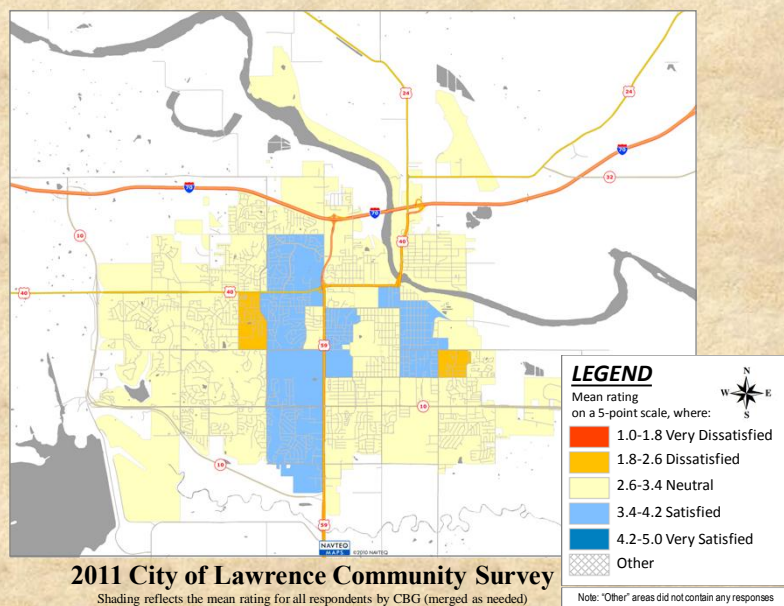 24
24
70
32
70
70
10
40
40
40
59
10
10
59
NAVTEQ
MAPS ©2010 NAVTEQ
LEGEND
Mean rating
on a 5-point scale, where:
N
W E
S
1.0-1.8 Very Dissatisfied
1.8-2.6 Dissatisfied
2.6-3.4 Neutral
3.4-4.2 Satisfied
4.2-5.0 Very Satisfied
Other
2011 City of Lawrence Community Survey
Shading reflects the mean rating for all respondents by CBG (merged as needed)
Note: "Other" areas did not contain any responses